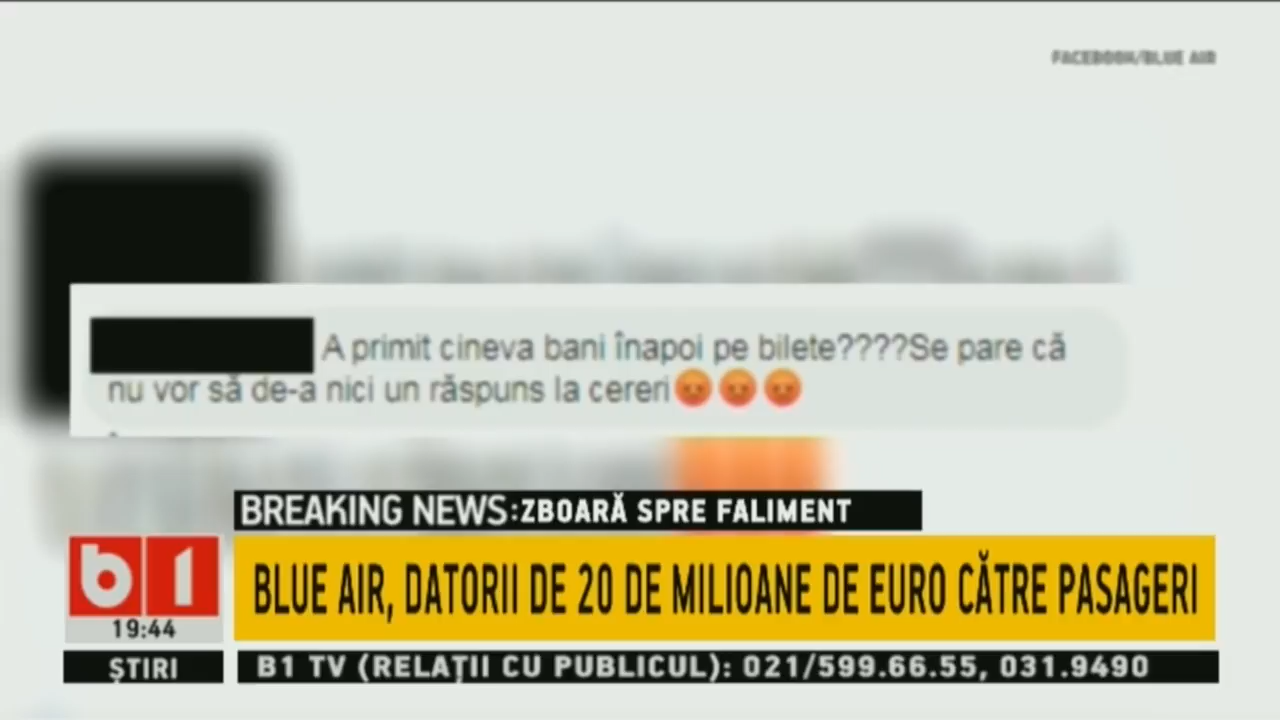 FACEBOOK/BLUE AIR
A primit cineva bani înapoi pe bilete????Se pare că
nu vor să de-a nici un răspuns la cereri😡😡😡
BREAKING NEWS:ZBOARĂ SPRE FALIMENT
b1
BLUE AIR, DATORII DE 20 DE MILIOANE DE EURO CĂTRE PASAGERI
19:44
ȘTIRI
B1 TV (RELAȚII CU PUBLICUL): 021/599.66.55, 031.9490